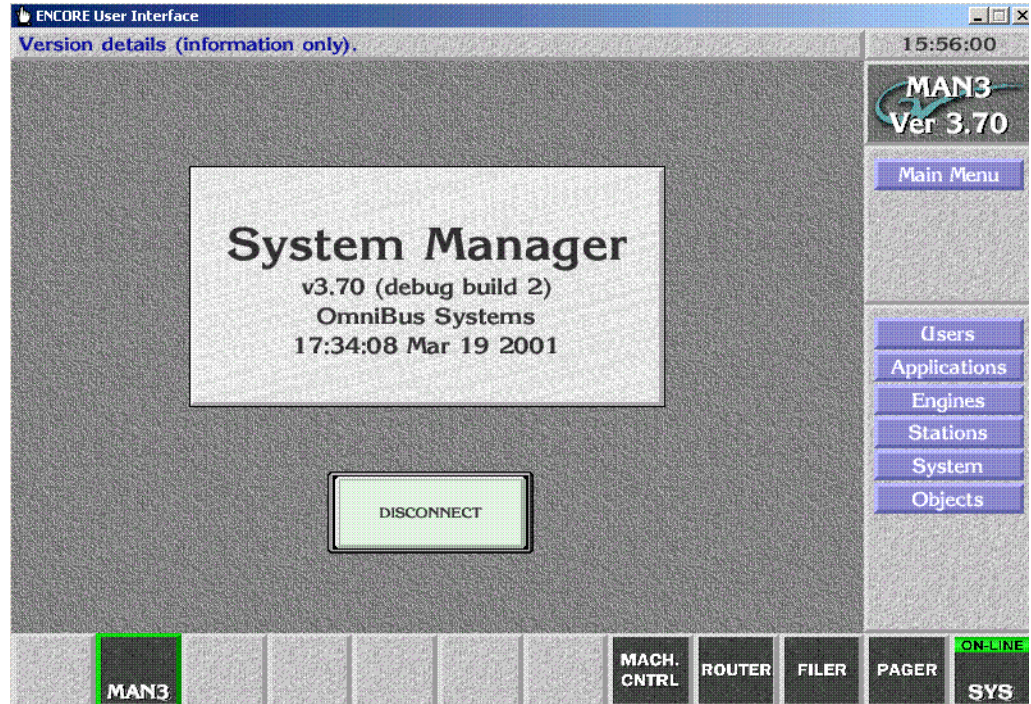 ENCORE User Interface
Version details (information only).
15:56:00
MAN3
Ver 3.70
Main Menu
System Manager
v3.70 (debug build 2)
OmniBus Systems
17:34:08 Mar 19 2001
Users
Applications
Engines
Stations
System
Objects
DISCONNECT
MAN3
MACH.
CNTRL
ROUTER
FILER
PAGER
ON-LINE
SYS